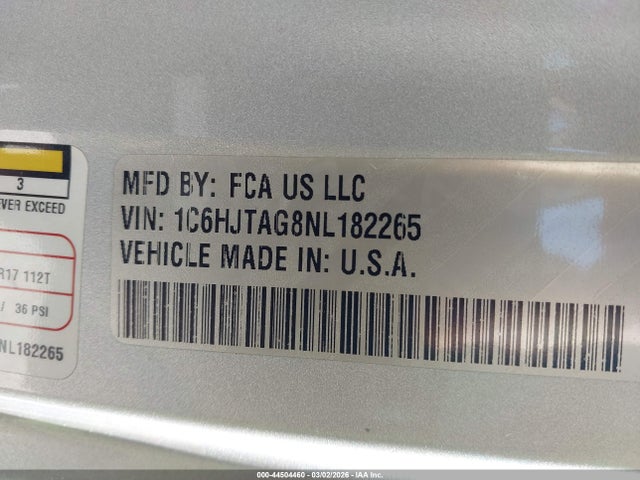 3
EVER EXCEED
R17 112T
/ 36 PSI
NL182265
MFD BY: FCA US LLC
VIN: 1C6HJTAG8NL182265
VEHICLE MADE IN: U.S.A.
000-44504460 - 03/02/2026 - IAA Inc.